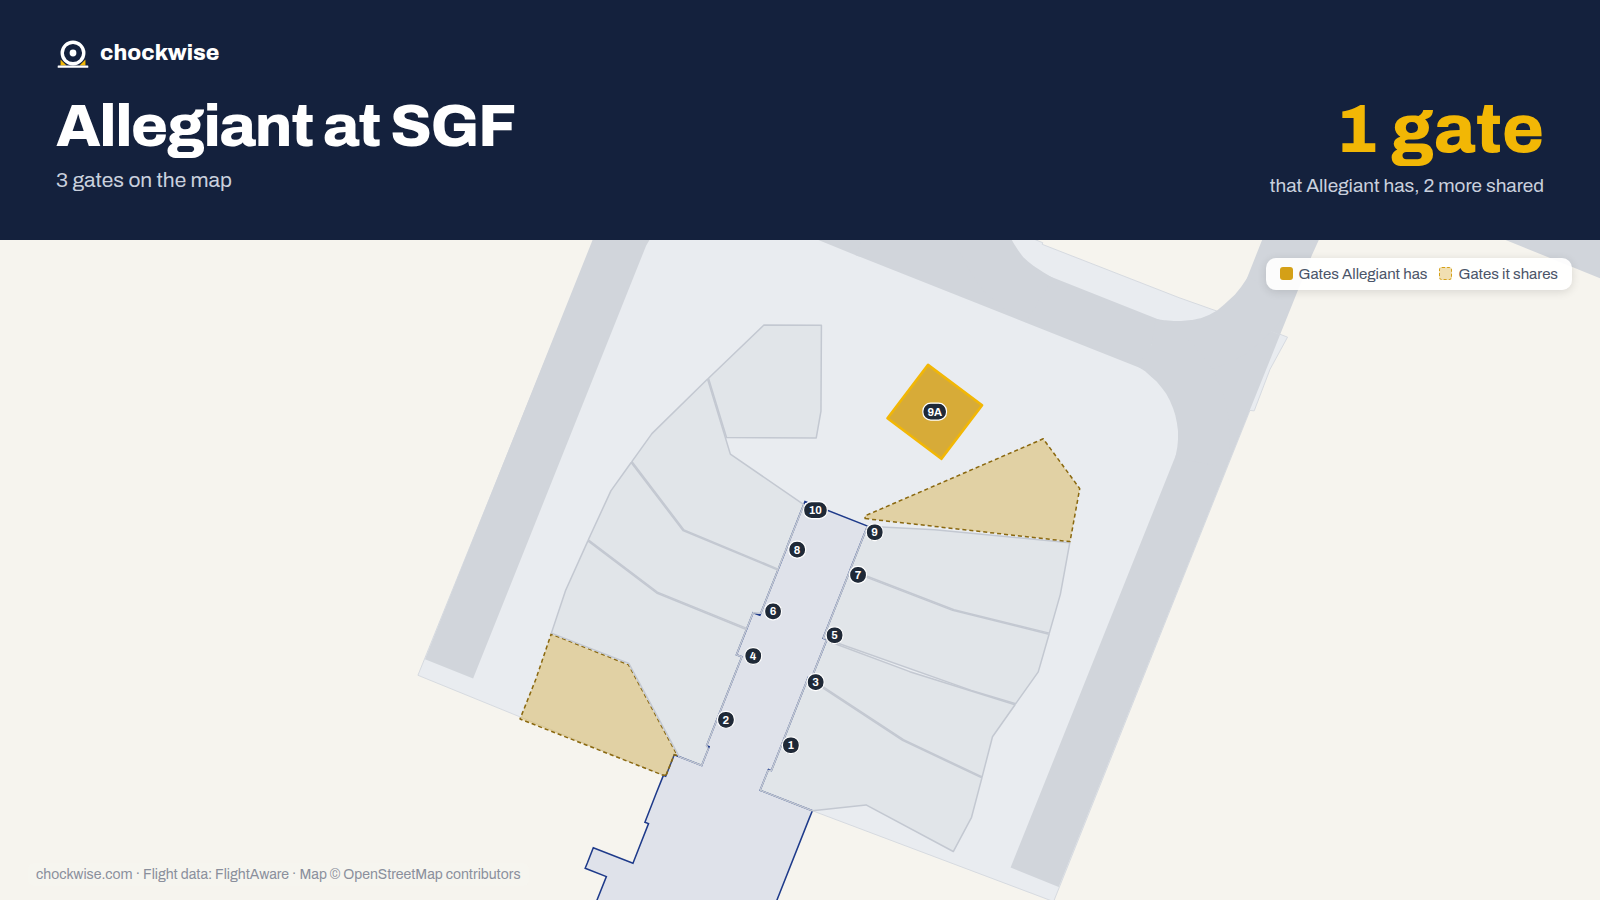 chockwise
Allegiant at SGF
3 gates on the map
1 gate
that Allegiant has, 2 more shared
Gates Allegiant has
Gates it shares
9A
10
9
8
7
6
5
4
3
2
1
chockwise.com · Flight data: FlightAware · Map © OpenStreetMap contributors